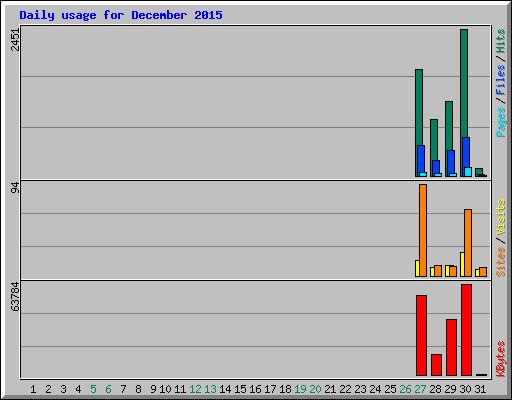 Daily usage for December 2015
2451
Pages/Files/Hits
94
Sites/Visits
63784
KBytes
1 2 3 4 5 6 7 8 9 10 11 12 13 14 15 16 17 18 19 20 21 22 23 24 25 26 27 28 29 30 31